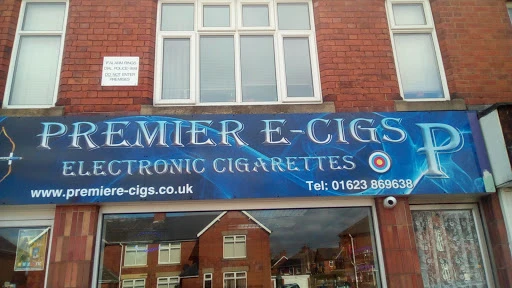 PREMIER E-CIGS
P
ELECTRONIC CIGARETTES
www.premiere-cigs.co.uk
Tel: 01623 869638